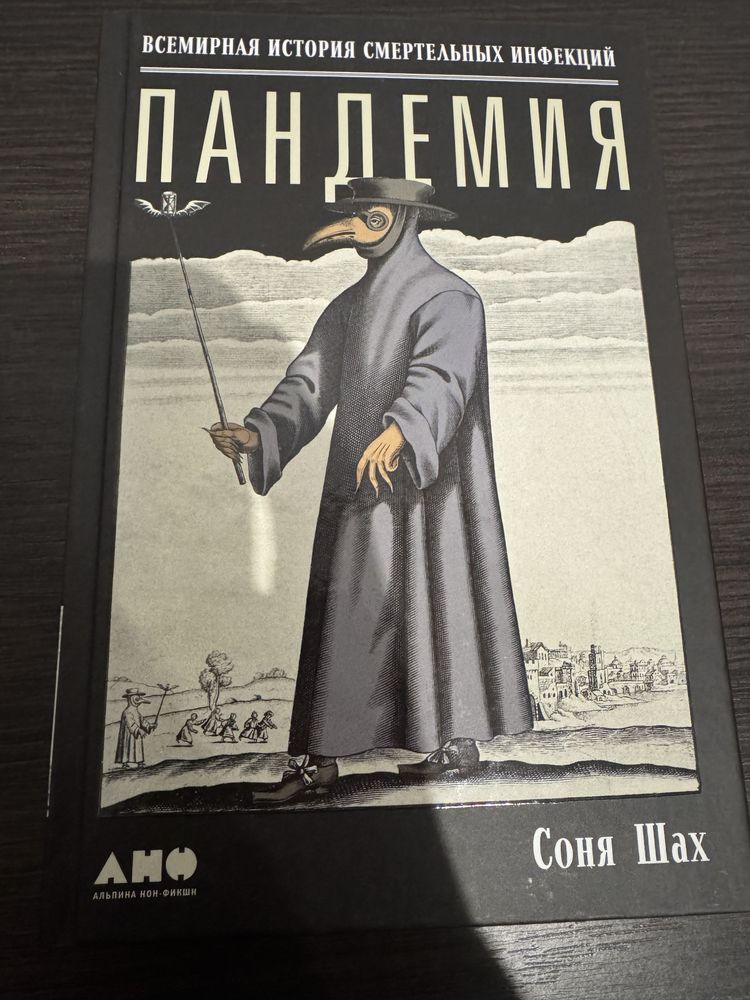 ВСЕМИРНАЯ ИСТОРИЯ СМЕРТЕЛЬНЫХ ИНФЕКЦИЙ
ПАНДЕМИЯ
Соня Шах
АНФ
АЛЬПИНА НОН-ФИКШН